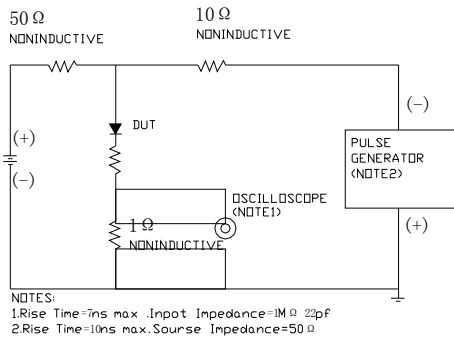 50 Ω
NONINDUCTIVE
10 Ω
NONINDUCTIVE
(+)
(-)
DUT
(-)
PULSE
GENERATOR
(NOTE2)
(+)
OSCILLOSCOPE
(NOTE1)
1 Ω
NONINDUCTIVE
NOTES:
1.Rise Time=7ns max .Inpot Impedance=1M Ω 22pf
2.Rise Time=10ns max.Sourse Impedance=50 Ω